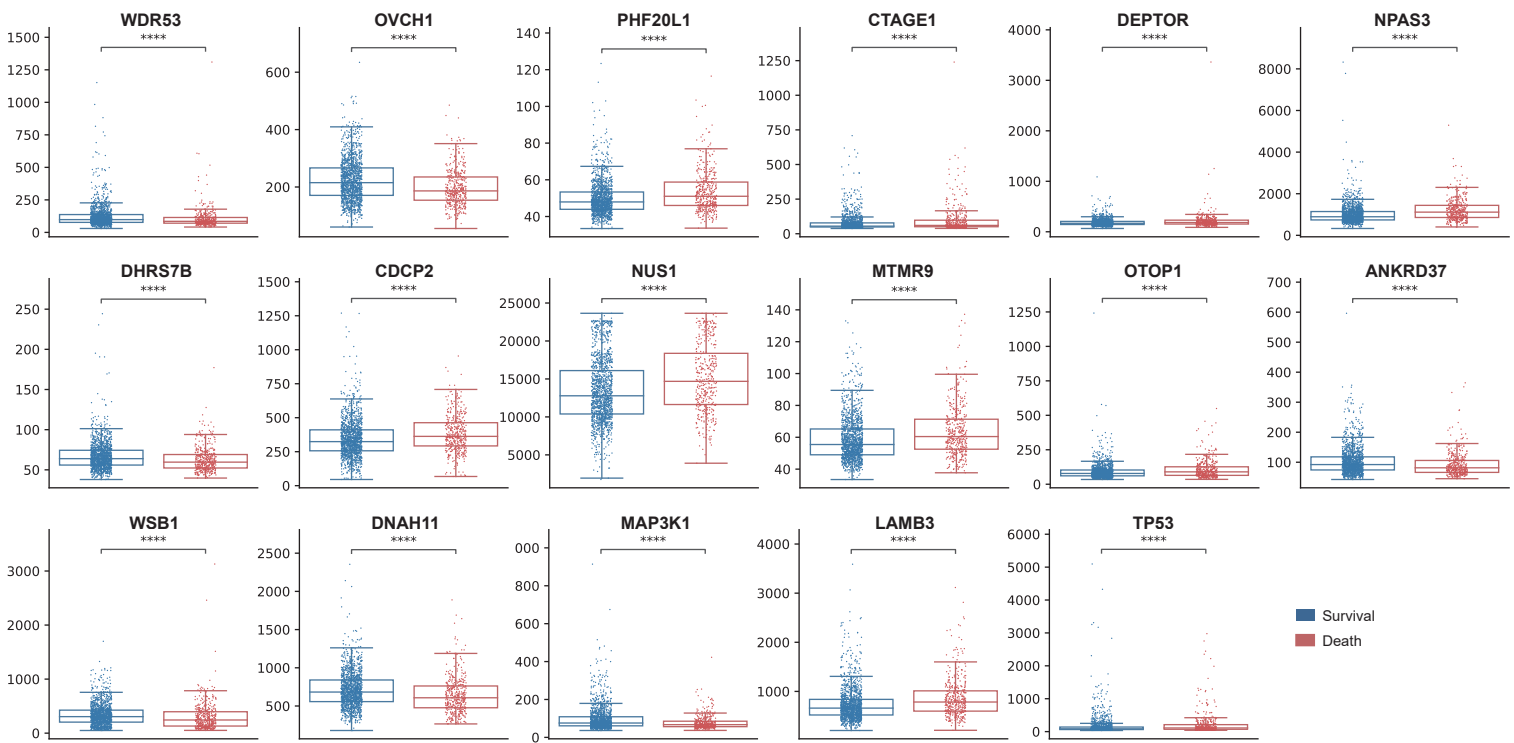 WDR53 OVCH1 PHF20L1 CTAGE1 DEPTOR NPAS3
**** **** **** **** **** ****
1500 1250 1000 750 500 250 0
600 400 200
140 120 100 80 60 40
1250 1000 750 500 250 0
4000 3000 2000 1000 0
8000 6000 4000 2000 0
DHRS7B CDCP2 NUS1 MTMR9 OTOP1 ANKRD37
**** **** **** **** **** ****
250 200 150 100 50
1500 1250 1000 750 500 250 0
25000 20000 15000 10000 5000
140 120 100 80 60 40
1250 1000 750 500 250 0
700 600 500 400 300 200 100
WSB1 DNAH11 MAP3K1 LAMB3 TP53
**** **** **** **** ****
3000 2000 1000 0
2500 2000 1500 1000 500
000 800 600 400 200 0
4000 3000 2000 1000
6000 5000 4000 3000 2000 1000 0
Survival
Death